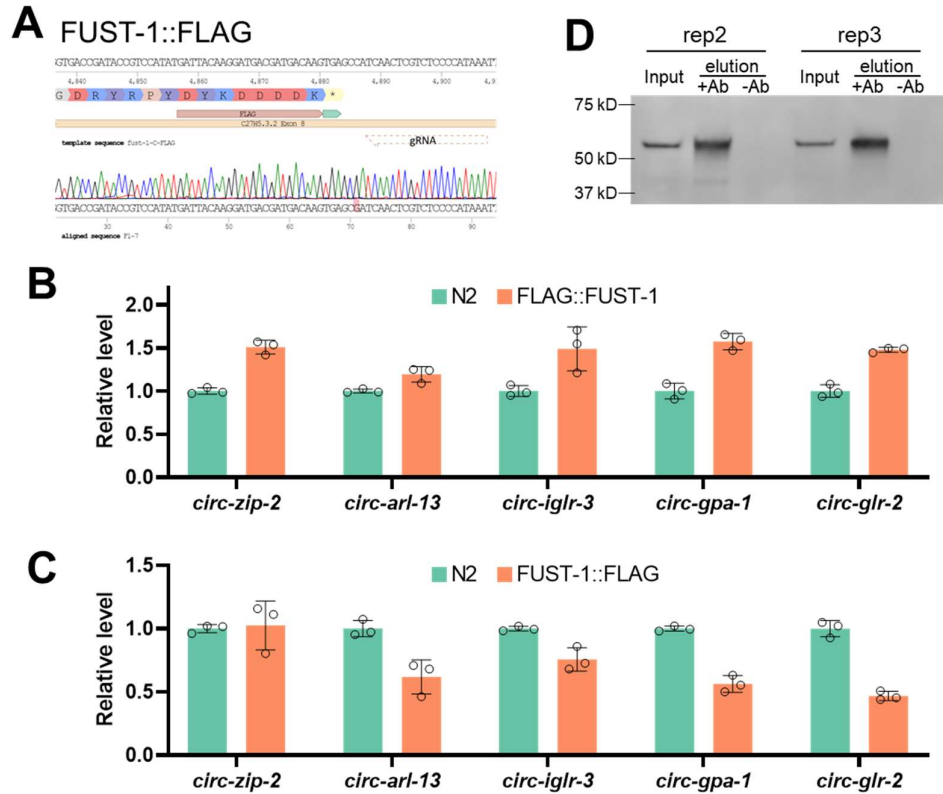 A
FUST-1::FLAG
GTGACCGATACCGTCCATATGATTACAAGGATGACGATGACAAGTGAGCCATCAACTCGTCTCCCCATAAAT
4,840 4,850 4,860 4,870 4,880 4,890 4,900 4,9
G D R Y R P Y D Y K D D D D K *
FLAG
C27H5.3.2 Exon 8
template sequence fust-1-C-FLAG
gRNA
GTGACCGATACCGTCCATATGATTACAAGGATGACGATGACAAGTGAGCGATCAACTCGTCTCCCCATAAAT
30 40 50 60 70 80 90
aligned sequence F1-7
D
rep2 rep3
Input elution Input elution
+Ab -Ab +Ab -Ab
75 kD
50 kD
37 kD
B
N2 FLAG::FUST-1
Relative level
2.0
1.5
1.0
0.5
0.0
circ-zip-2 circ-arl-13 circ-iglr-3 circ-gpa-1 circ-glr-2
C
N2 FUST-1::FLAG
Relative level
1.5
1.0
0.5
0.0
circ-zip-2 circ-arl-13 circ-iglr-3 circ-gpa-1 circ-glr-2